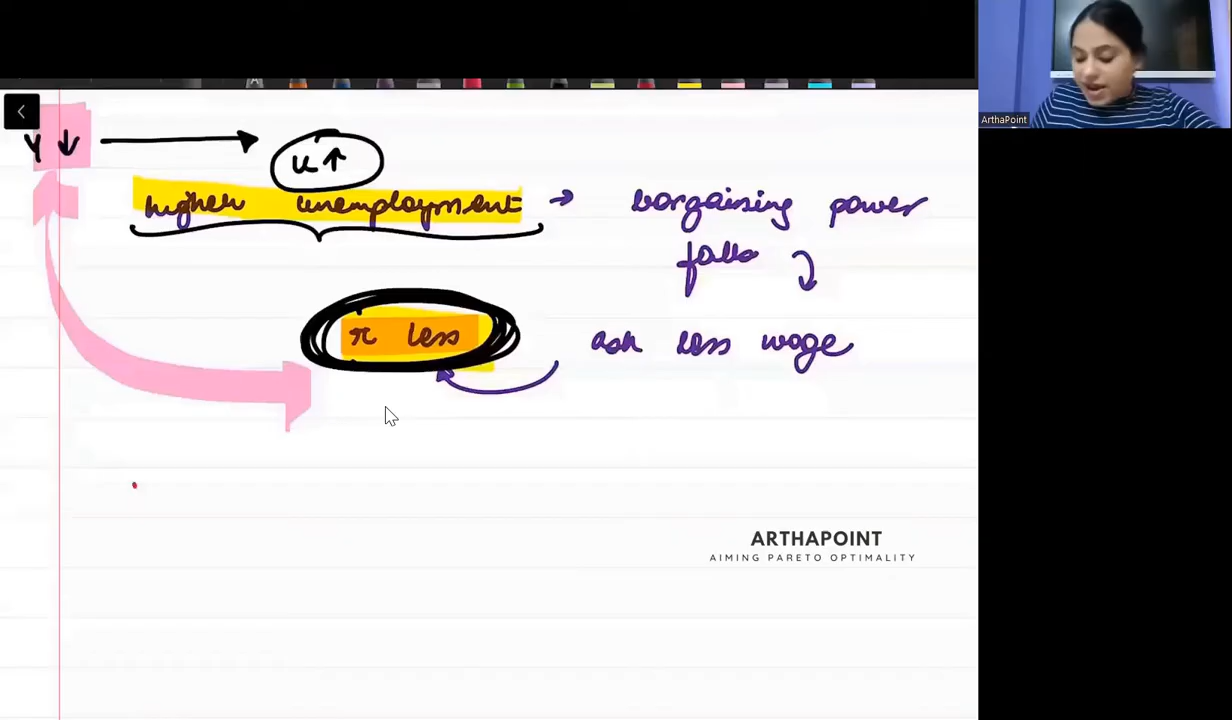 Y ↓ → u ↑
higher unemployment → bargaining power
falls
π less
ask less wage
ARTHAPOINT
AIMING PARETO OPTIMALITY
ArthaPoint